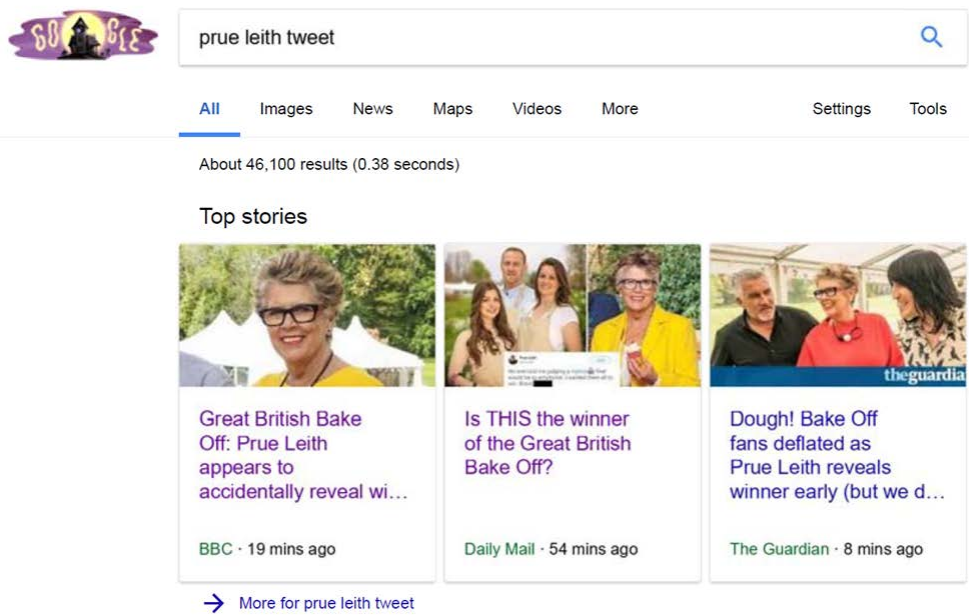 GOOGLE
prue leith tweet
All Images News Maps Videos More Settings Tools
About 46,100 results (0.38 seconds)
Top stories
theguardia
Great British Bake
Off: Prue Leith
appears to
accidentally reveal wi...
BBC · 19 mins ago
Is THIS the winner
of the Great British
Bake Off?
Daily Mail · 54 mins ago
Dough! Bake Off
fans deflated as
Prue Leith reveals
winner early (but we d...
The Guardian · 8 mins ago
More for prue leith tweet